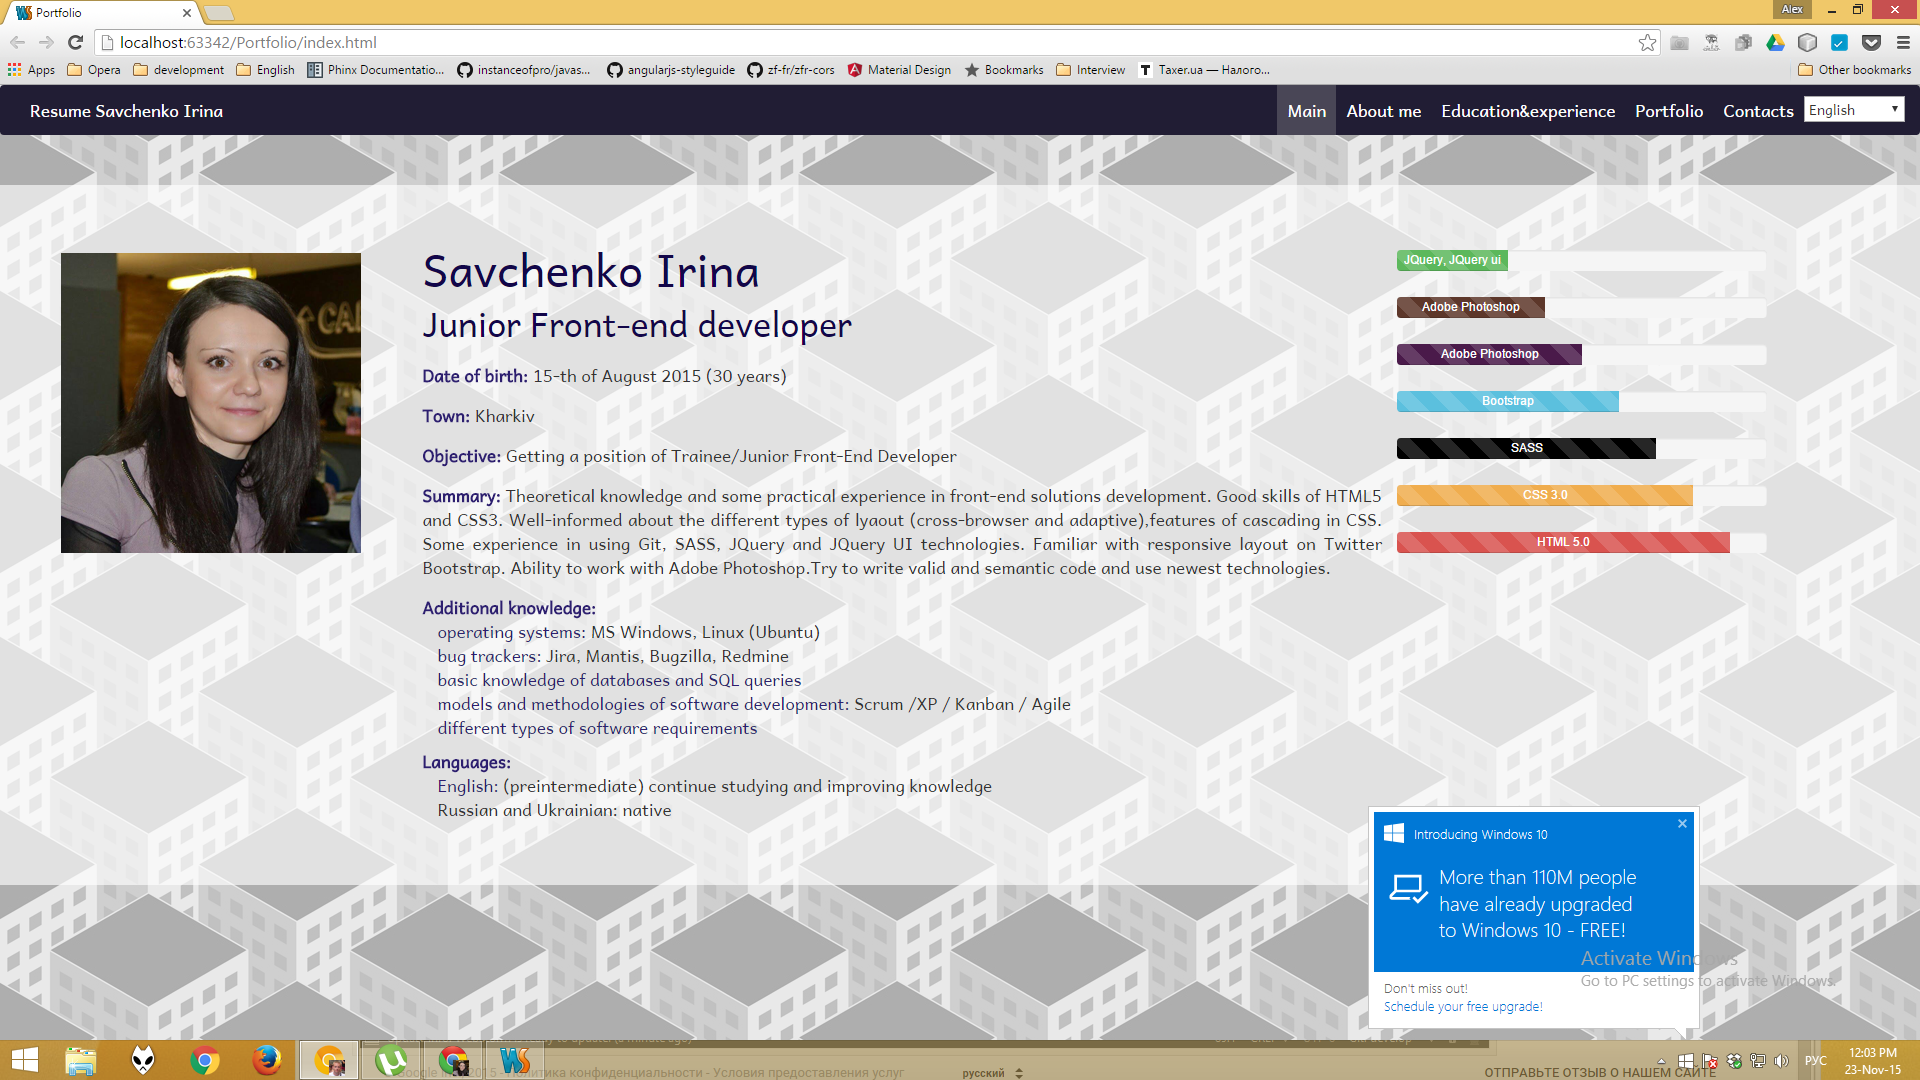 Portfolio
Alex
localhost:63342/Portfolio/index.html
Apps Opera development English Phinx Documentatio... instanceofpro/javas... angularjs-styleguide zf-fr/zfr-cors Material Design Bookmarks Interview Taxer.ua — Налого... Other bookmarks
Resume Savchenko Irina
Main About me Education&experience Portfolio Contacts English
Savchenko Irina
Junior Front-end developer
Date of birth: 15-th of August 2015 (30 years)
Town: Kharkiv
Objective: Getting a position of Trainee/Junior Front-End Developer
Summary: Theoretical knowledge and some practical experience in front-end solutions development. Good skills of HTML5
and CSS3. Well-informed about the different types of lyaout (cross-browser and adaptive),features of cascading in CSS.
Some experience in using Git, SASS, JQuery and JQuery UI technologies. Familiar with responsive layout on Twitter
Bootstrap. Ability to work with Adobe Photoshop.Try to write valid and semantic code and use newest technologies.
Additional knowledge:
operating systems: MS Windows, Linux (Ubuntu)
bug trackers: Jira, Mantis, Bugzilla, Redmine
basic knowledge of databases and SQL queries
models and methodologies of software development: Scrum /XP / Kanban / Agile
different types of software requirements
Languages:
English: (preintermediate) continue studying and improving knowledge
Russian and Ukrainian: native
JQuery, JQuery ui
Adobe Photoshop
Adobe Photoshop
Bootstrap
SASS
CSS 3.0
HTML 5.0
Introducing Windows 10
More than 110M people
have already upgraded
to Windows 10 - FREE!
Don't miss out!
Schedule your free upgrade!
Activate Windows
Go to PC settings to activate Windows.
2015 - Политика конфиденциальности - Условия предоставления услуг
русский
ОТПРАВЬТЕ ОТЗЫВ О НАШЕМ САЙТЕ
РУС
12:03 PM
23-Nov-15